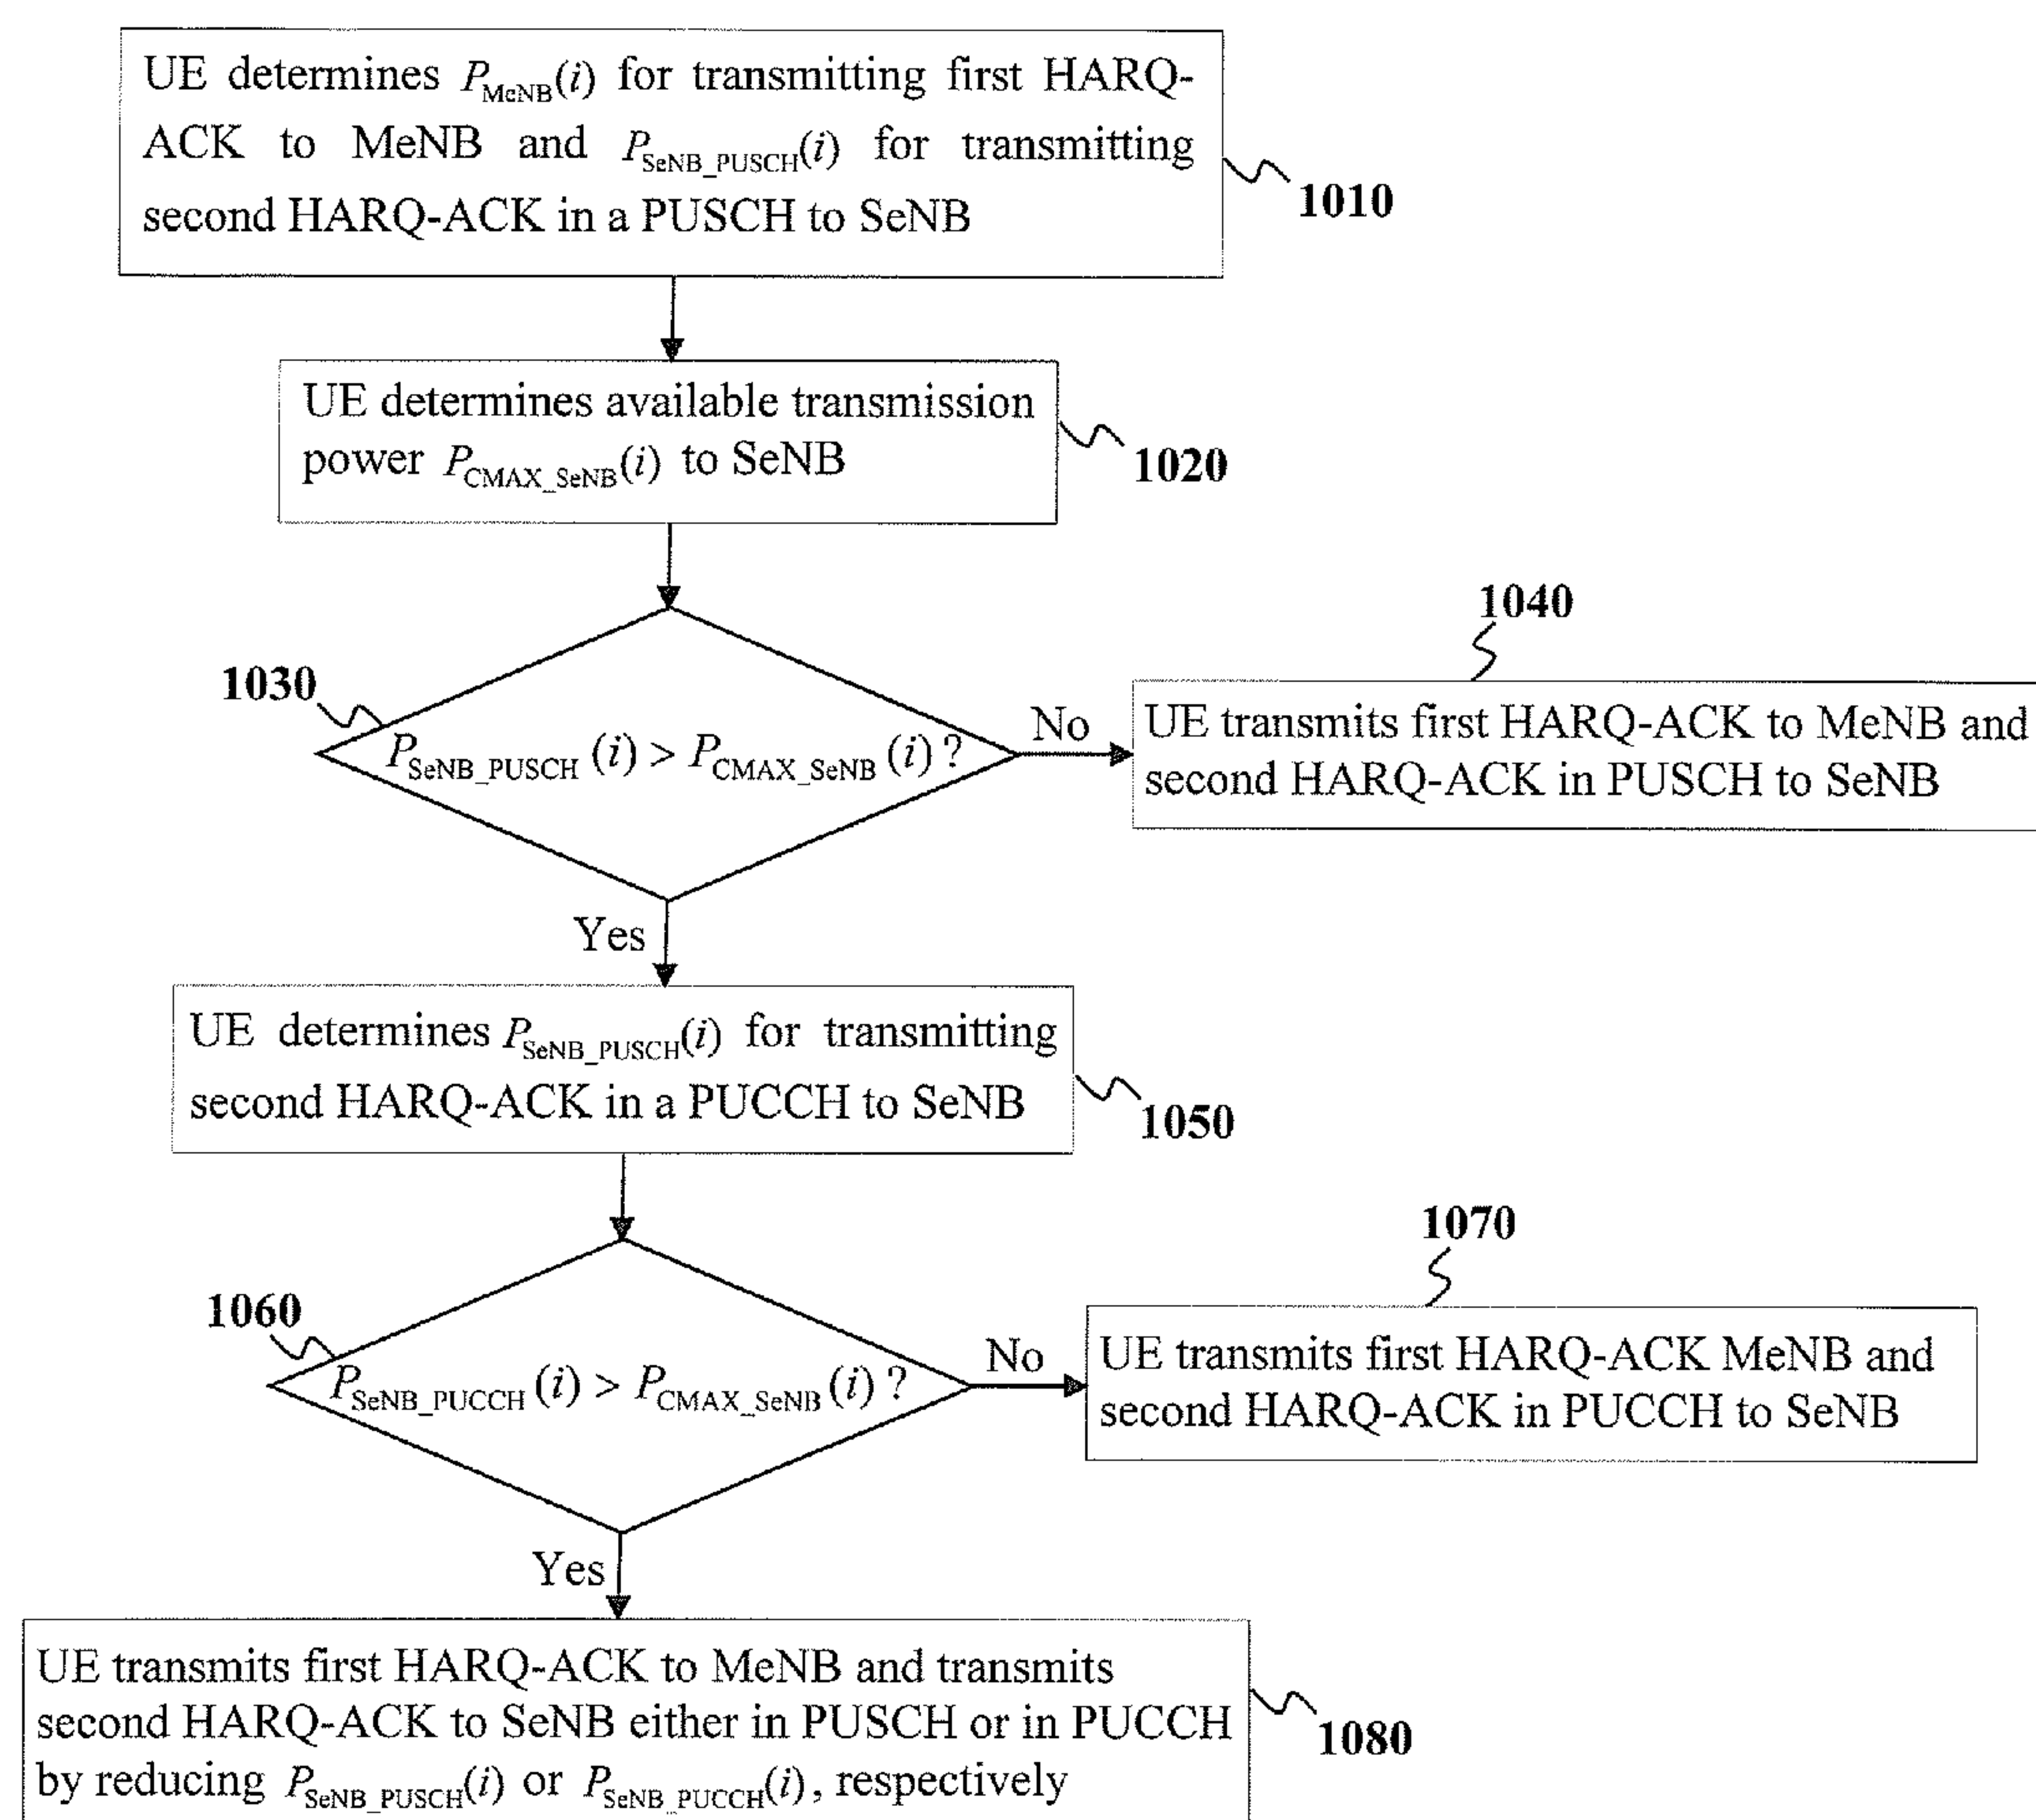 UE determines P_MeNB(i) for transmitting first HARQ-
ACK to MeNB and P_SeNB_PUSCH(i) for transmitting
second HARQ-ACK in a PUSCH to SeNB
1010
UE determines available transmission
power P_CMAX_SeNB(i) to SeNB
1020
1030
P_SeNB_PUSCH (i) > P_CMAX_SeNB (i) ?
No
1040
UE transmits first HARQ-ACK to MeNB and
second HARQ-ACK in PUSCH to SeNB
Yes
UE determines P_SeNB_PUSCH(i) for transmitting
second HARQ-ACK in a PUCCH to SeNB
1050
1060
P_SeNB_PUCCH (i) > P_CMAX_SeNB (i) ?
No
1070
UE transmits first HARQ-ACK MeNB and
second HARQ-ACK in PUCCH to SeNB
Yes
UE transmits first HARQ-ACK to MeNB and transmits
second HARQ-ACK to SeNB either in PUSCH or in PUCCH
by reducing P_SeNB_PUSCH(i) or P_SeNB_PUCCH(i), respectively
1080